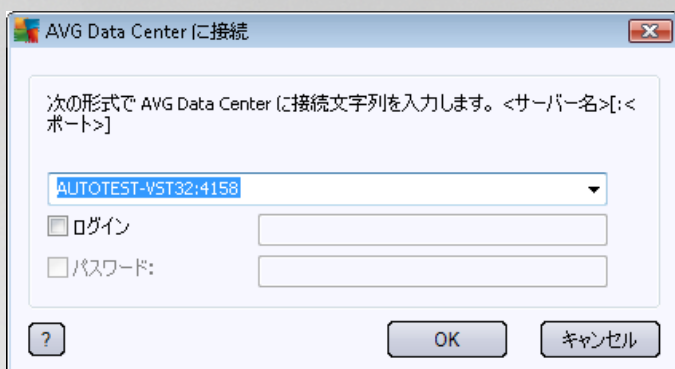 AVG Data Center に接続
次の形式で AVG Data Center に接続文字列を入力します。<サーバー名>[:<
ポート>]
AUTOTEST-VST32:4158
ログイン
パスワード:
?
OK
キャンセル